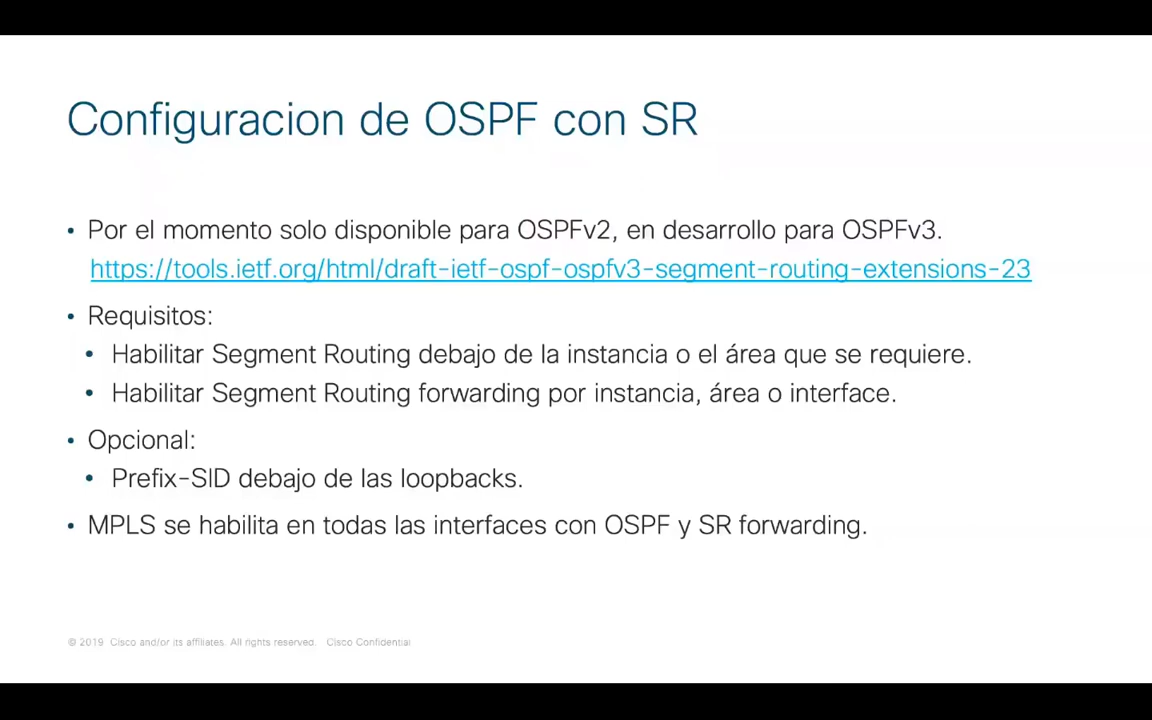 Configuracion de OSPF con SR
• Por el momento solo disponible para OSPFv2, en desarrollo para OSPFv3.
https://tools.ietf.org/html/draft-ietf-ospf-ospfv3-segment-routing-extensions-23
• Requisitos:
• Habilitar Segment Routing debajo de la instancia o el área que se requiere.
• Habilitar Segment Routing forwarding por instancia, área o interface.
• Opcional:
• Prefix-SID debajo de las loopbacks.
• MPLS se habilita en todas las interfaces con OSPF y SR forwarding.
© 2019 Cisco and/or its affiliates. All rights reserved. Cisco Confidential